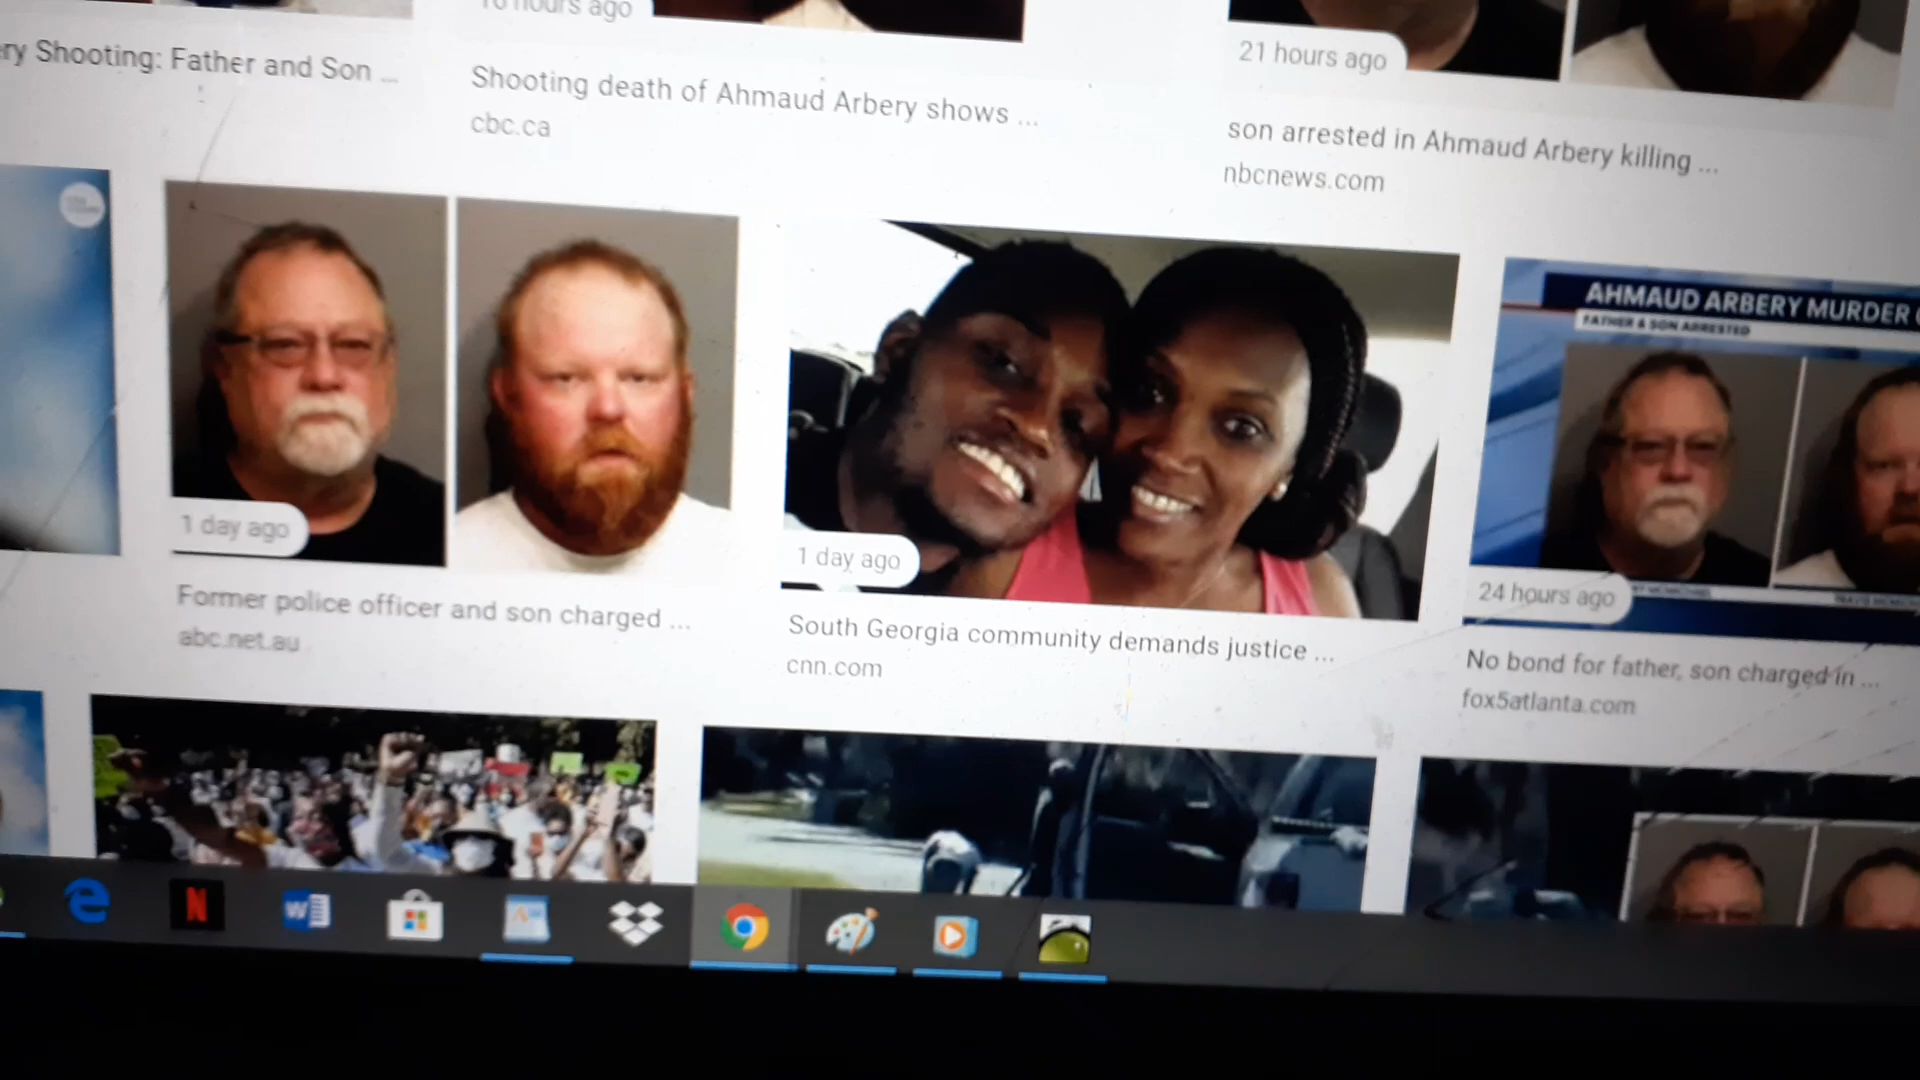 ry Shooting: Father and Son ...
hours ago
Shooting death of Ahmaud Arbery shows ...
cbc.ca
21 hours ago
son arrested in Ahmaud Arbery killing ...
nbcnews.com
1 day ago
Former police officer and son charged ...
abc.net.au
1 day ago
South Georgia community demands justice ...
cnn.com
AHMAUD ARBERY MURDER
FATHER & SON ARRESTED
24 hours ago
No bond for father, son charged in ...
fox5atlanta.com
N
W